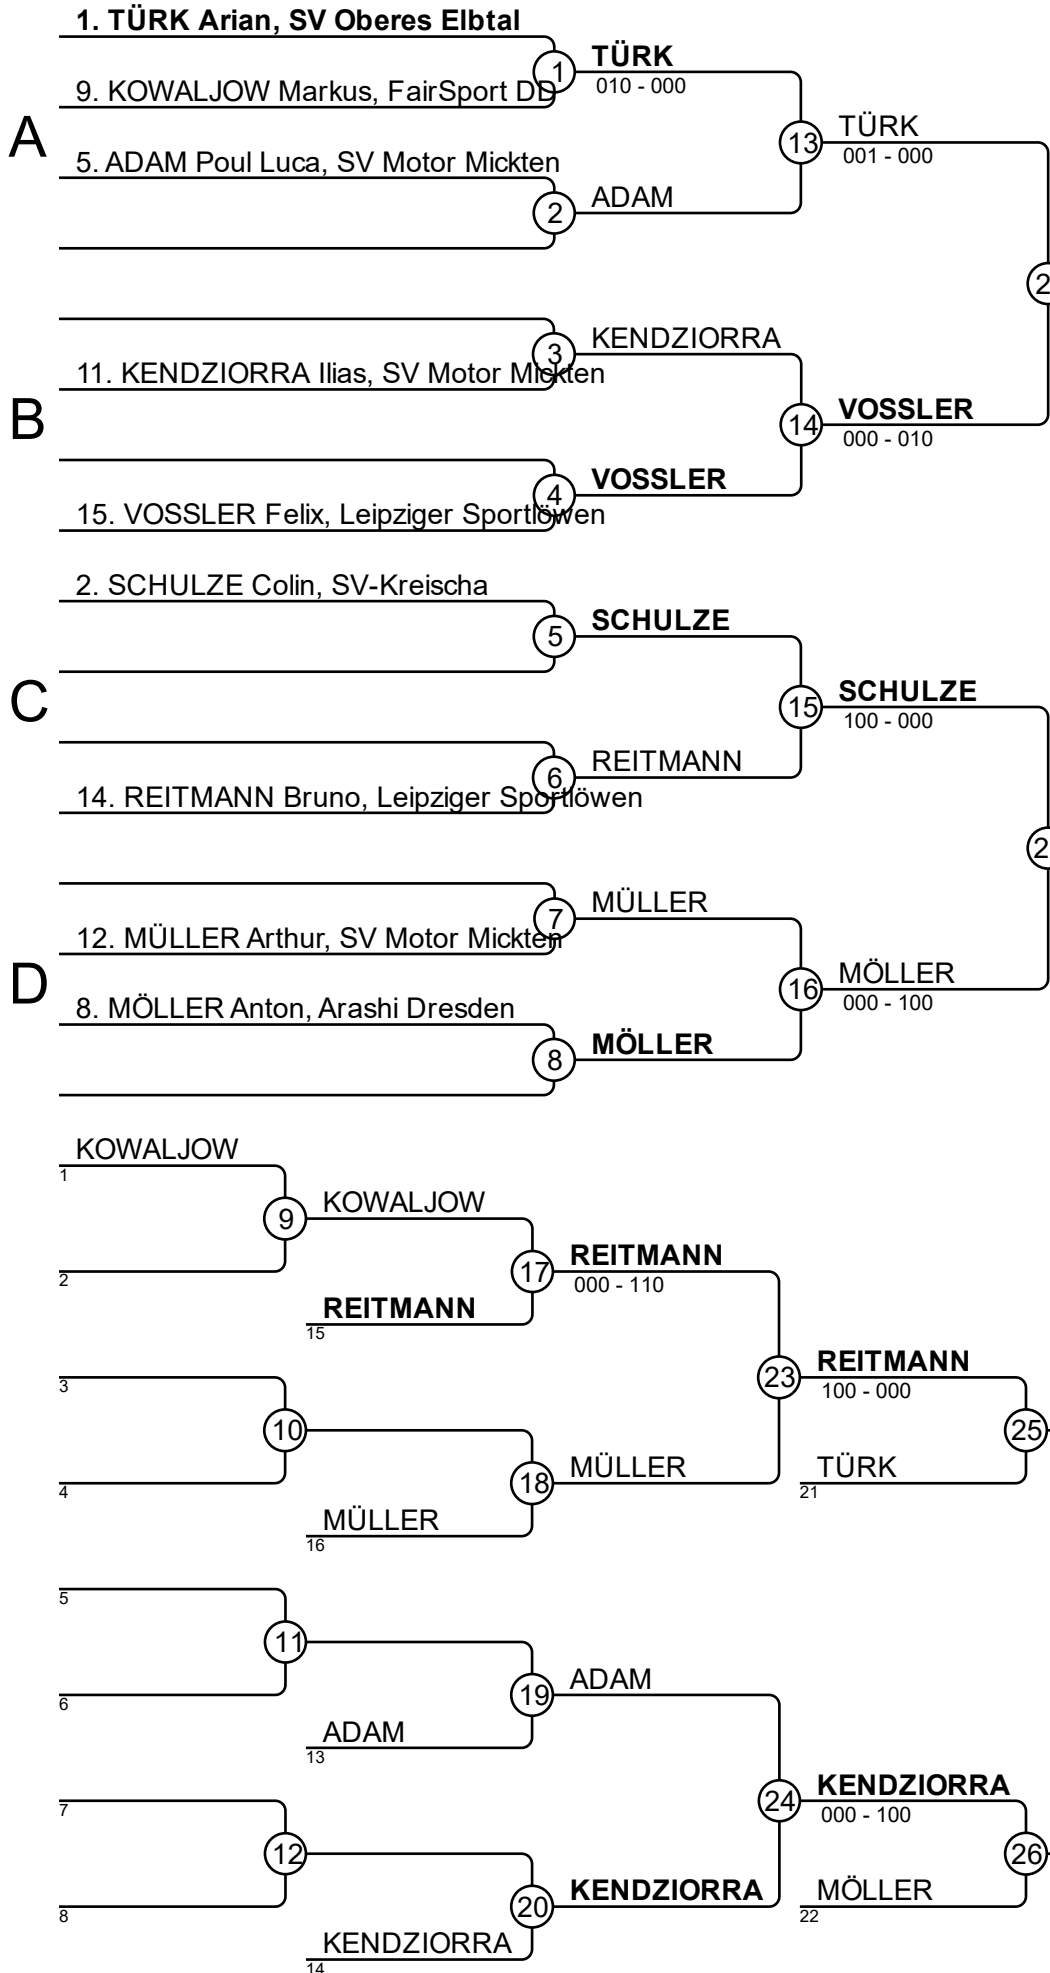 1. TÜRK Arian, SV Oberes Elbtal
1 TÜRK
010 - 000
9. KOWALJOW Markus, FairSport DD
A
13 TÜRK
001 - 000
5. ADAM Poul Luca, SV Motor Mickten
2 ADAM
2
3 KENDZIORRA
11. KENDZIORRA Ilias, SV Motor Mickten
B
14 VOSSLER
000 - 010
4 VOSSLER
15. VOSSLER Felix, Leipziger Sportlöwen
2. SCHULZE Colin, SV-Kreischa
5 SCHULZE
C
15 SCHULZE
100 - 000
6 REITMANN
14. REITMANN Bruno, Leipziger Sportlöwen
2
7 MÜLLER
12. MÜLLER Arthur, SV Motor Mickten
D
16 MÖLLER
000 - 100
8. MÖLLER Anton, Arashi Dresden
8 MÖLLER
KOWALJOW
1
9 KOWALJOW
2
17 REITMANN
000 - 110
REITMANN
15
3
23 REITMANN
100 - 000
10
4
18 MÜLLER
TÜRK
21
25
MÜLLER
16
5
11
6
19 ADAM
ADAM
13
7
24 KENDZIORRA
000 - 100
12
8
20 KENDZIORRA
MÖLLER
22
26
KENDZIORRA
14